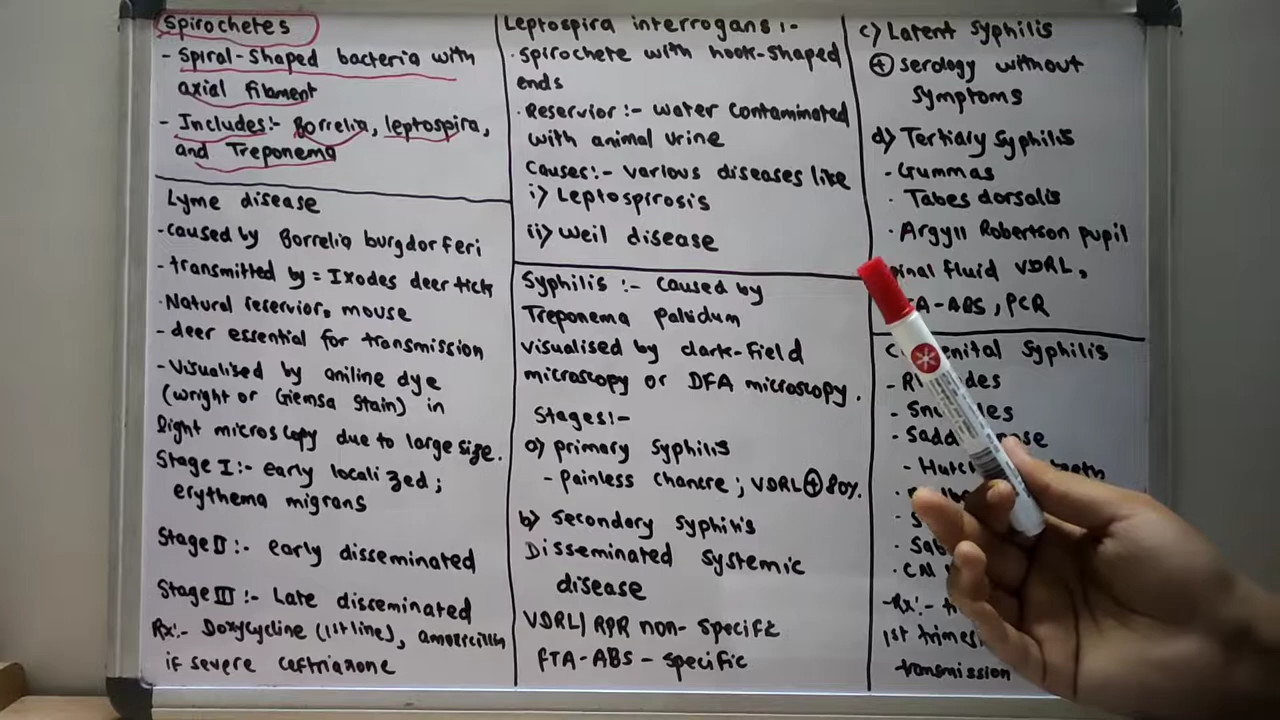 Spirochetes
- Spiral-Shaped bacteria with
axial filament
- Includes:- Borrelia, leptospira,
and Treponema
Lyme disease
- caused by Borrelia burgdorferi
- transmitted by = Ixodes deer tick
· Natural reservior, mouse
- deer essential for transmission
- Visualised by aniline dye
(wright or Giemsa stain) in
light microscopy due to large size.
Stage I:- early localized;
erythema migrans
Stage II:- early disseminated
Stage III:- Late disseminated
Rx:- Doxycycline (1st line), amoxicillin
if severe ceftriaxone
Leptospira interrogans :-
· Spirochete with hook-shaped
ends
· Reservior:- water contaminated
with animal urine
Causes:- various diseases like
i) Leptospirosis
ii) Weil disease
Syphilis :- caused by
Treponema Pallidum
visualised by dark-field
microscopy or DFA microscopy.
Stages:-
a) primary syphilis
- painless chancre; VDRL ⊕ 80%.
b) Secondary syphilis
Disseminated systemic
disease
VDRL/RPR non-specific
FTA-ABS - specific
c) Latent syphilis
⊕ serology without
symptoms
d) Tertiary Syphilis
· Gummas
· Tabes dorsalis
· Argyll Robertson pupil
fluid VDRL,
PCR
Syphilis
1st
transmission